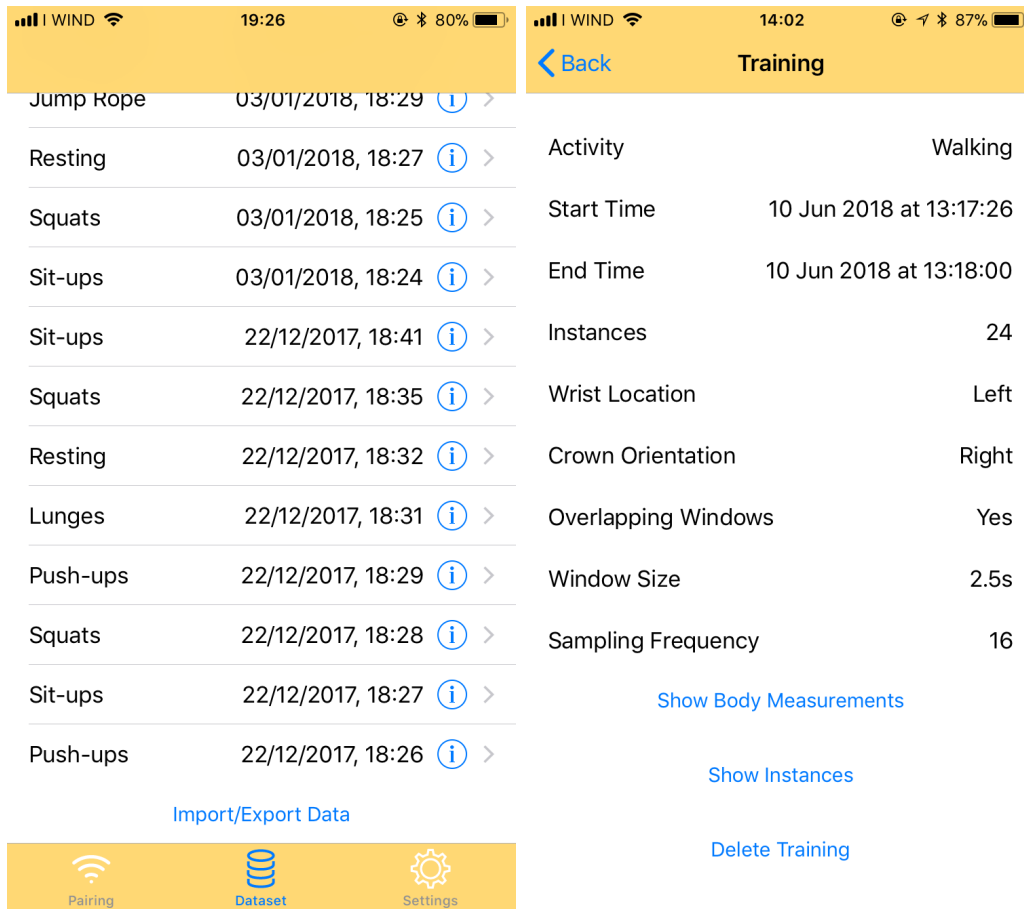 I WIND 19:26 80%
Jump Rope 03/01/2018, 18:29 i
Resting 03/01/2018, 18:27 i
Squats 03/01/2018, 18:25 i
Sit-ups 03/01/2018, 18:24 i
Sit-ups 22/12/2017, 18:41 i
Squats 22/12/2017, 18:35 i
Resting 22/12/2017, 18:32 i
Lunges 22/12/2017, 18:31 i
Push-ups 22/12/2017, 18:29 i
Squats 22/12/2017, 18:28 i
Sit-ups 22/12/2017, 18:27 i
Push-ups 22/12/2017, 18:26 i
Import/Export Data
Pairing Dataset Settings
I WIND 14:02 87%
Back Training
Activity Walking
Start Time 10 Jun 2018 at 13:17:26
End Time 10 Jun 2018 at 13:18:00
Instances 24
Wrist Location Left
Crown Orientation Right
Overlapping Windows Yes
Window Size 2.5s
Sampling Frequency 16
Show Body Measurements
Show Instances
Delete Training